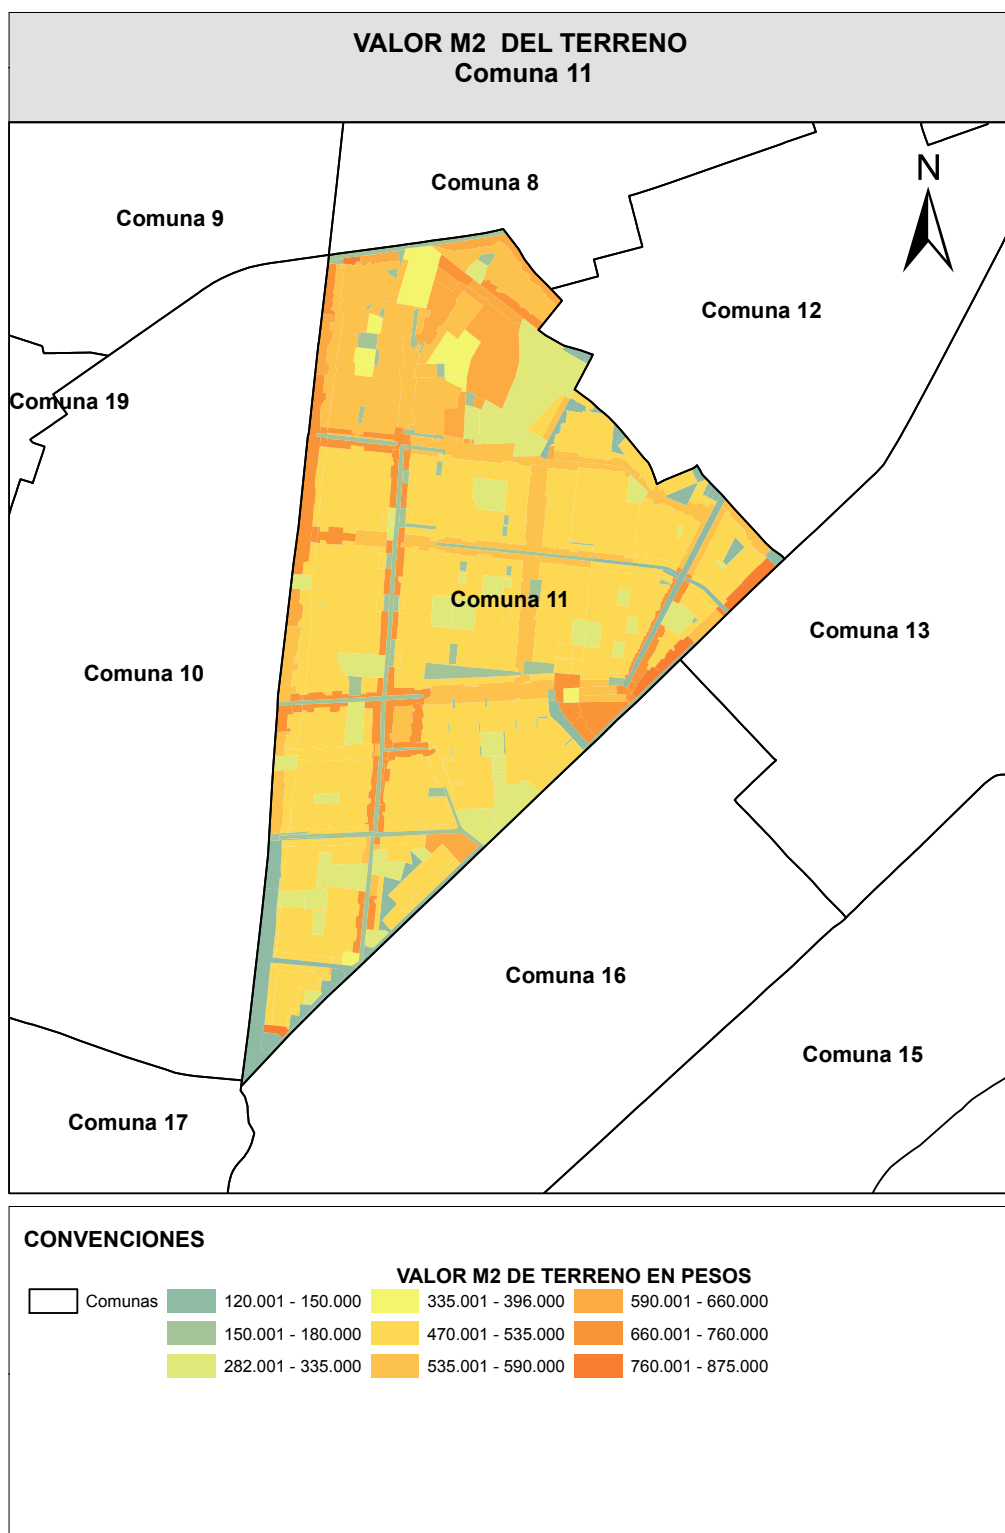 VALOR M2 DEL TERRENO
Comuna 11
N
Comuna 8
Comuna 9
Comuna 12
Comuna 19
Comuna 11
Comuna 13
Comuna 10
Comuna 16
Comuna 15
Comuna 17
CONVENCIONES
VALOR M2 DE TERRENO EN PESOS
Comunas 120.001 - 150.000 335.001 - 396.000 590.001 - 660.000
150.001 - 180.000 470.001 - 535.000 660.001 - 760.000
282.001 - 335.000 535.001 - 590.000 760.001 - 875.000